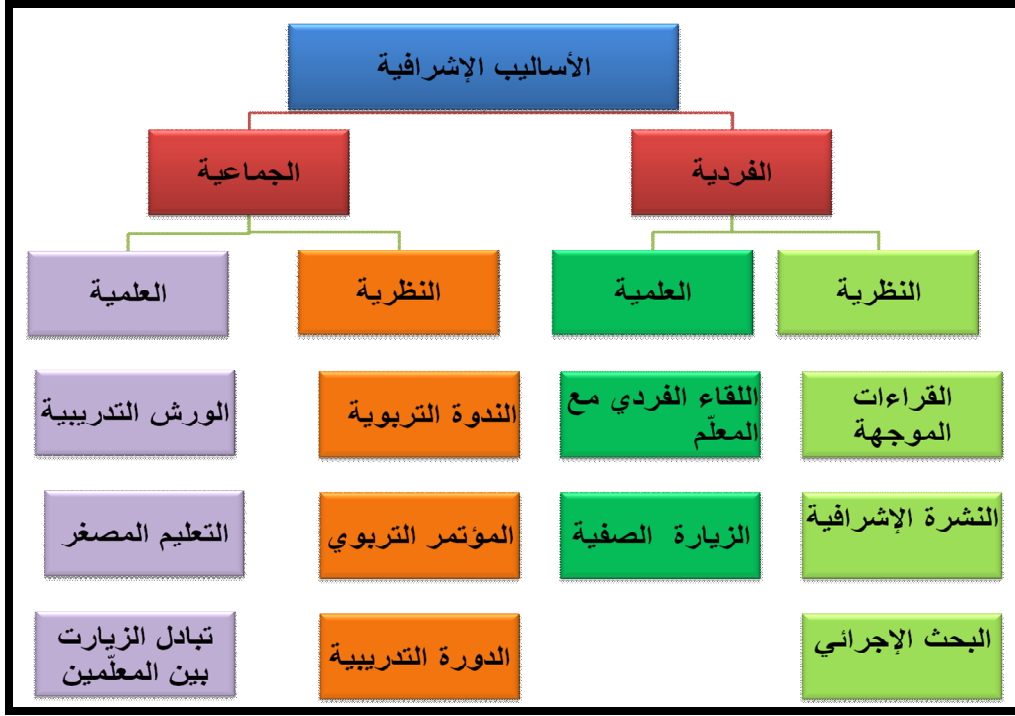 الأساليب الإشرافية
الفردية
الجماعية
النظرية
العلمية
النظرية
العلمية
القراءات
الموجهة
اللقاء الفردي مع
المعلّم
الندوة التربوية
الورش التدريبية
النشرة الإشرافية
الزيارة الصفية
المؤتمر التربوي
التعليم المصغر
البحث الإجرائي
الدورة التدريبية
تبادل الزيارت
بين المعلّمين